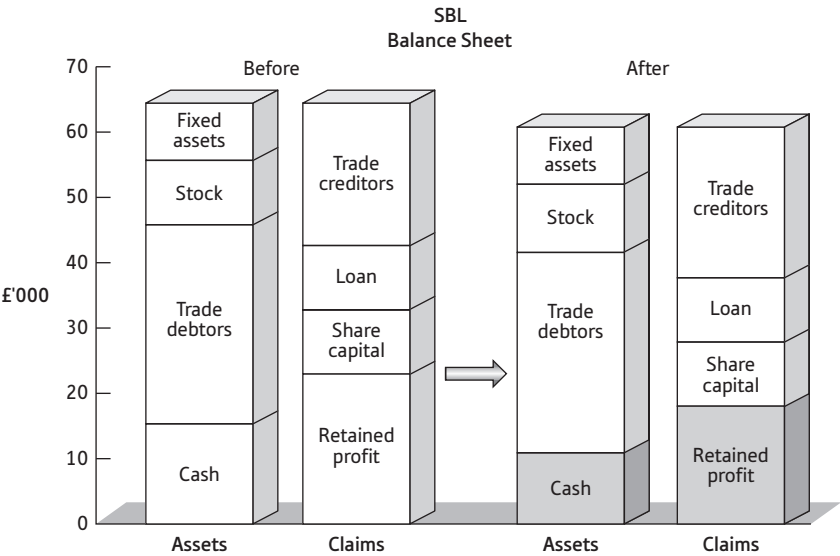 SBL
Balance Sheet
Before
After
£'000
70
60
50
40
30
20
10
0
Fixed
assets
Stock
Trade
debtors
Cash
Trade
creditors
Loan
Share
capital
Retained
profit
Fixed
assets
Stock
Trade
debtors
Cash
Trade
creditors
Loan
Share
capital
Retained
profit
Assets
Claims
Assets
Claims